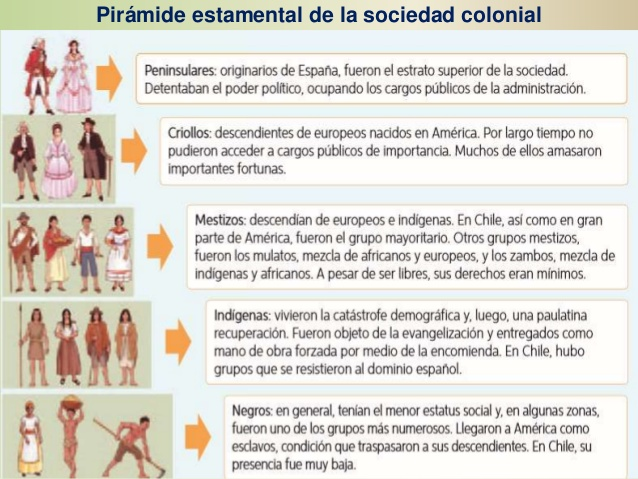 Pirámide estamental de la sociedad colonial
Peninsulares: originarios de España, fueron el estrato superior de la sociedad.
Detentaban el poder político, ocupando los cargos públicos de la administración.
Criollos: descendientes de europeos nacidos en América. Por largo tiempo no
pudieron acceder a cargos públicos de importancia. Muchos de ellos amasaron
importantes fortunas.
Mestizos: descendían de europeos e indígenas. En Chile, así como en gran
parte de América, fueron el grupo mayoritario. Otros grupos mestizos,
fueron los mulatos, mezcla de africanos y europeos, y los zambos, mezcla de
indígenas y africanos. A pesar de ser libres, sus derechos eran mínimos.
Indígenas: vivieron la catástrofe demográfica y, luego, una paulatina
recuperación. Fueron objeto de la evangelización y entregados como
mano de obra forzada por medio de la encomienda. En Chile, hubo
grupos que se resistieron al dominio español.
Negros: en general, tenían el menor estatus social y, en algunas zonas,
fueron uno de los grupos más numerosos. Llegaron a América como
esclavos, condición que traspasaron a sus descendientes. En Chile, su
presencia fue muy baja.